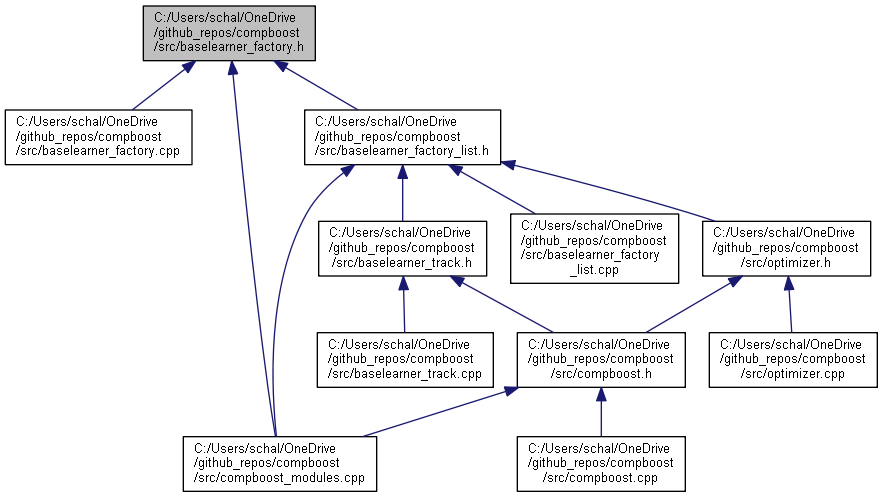 C:/Users/schal/OneDrive
/github_repos/compboost
/src/baselearner_factory.h
C:/Users/schal/OneDrive
/github_repos/compboost
/src/baselearner_factory.cpp
C:/Users/schal/OneDrive
/github_repos/compboost
/src/baselearner_factory_list.h
C:/Users/schal/OneDrive
/github_repos/compboost
/src/baselearner_track.h
C:/Users/schal/OneDrive
/github_repos/compboost
/src/baselearner_factory
_list.cpp
C:/Users/schal/OneDrive
/github_repos/compboost
/src/optimizer.h
C:/Users/schal/OneDrive
/github_repos/compboost
/src/baselearner_track.cpp
C:/Users/schal/OneDrive
/github_repos/compboost
/src/compboost.h
C:/Users/schal/OneDrive
/github_repos/compboost
/src/optimizer.cpp
C:/Users/schal/OneDrive
/github_repos/compboost
/src/compboost_modules.cpp
C:/Users/schal/OneDrive
/github_repos/compboost
/src/compboost.cpp